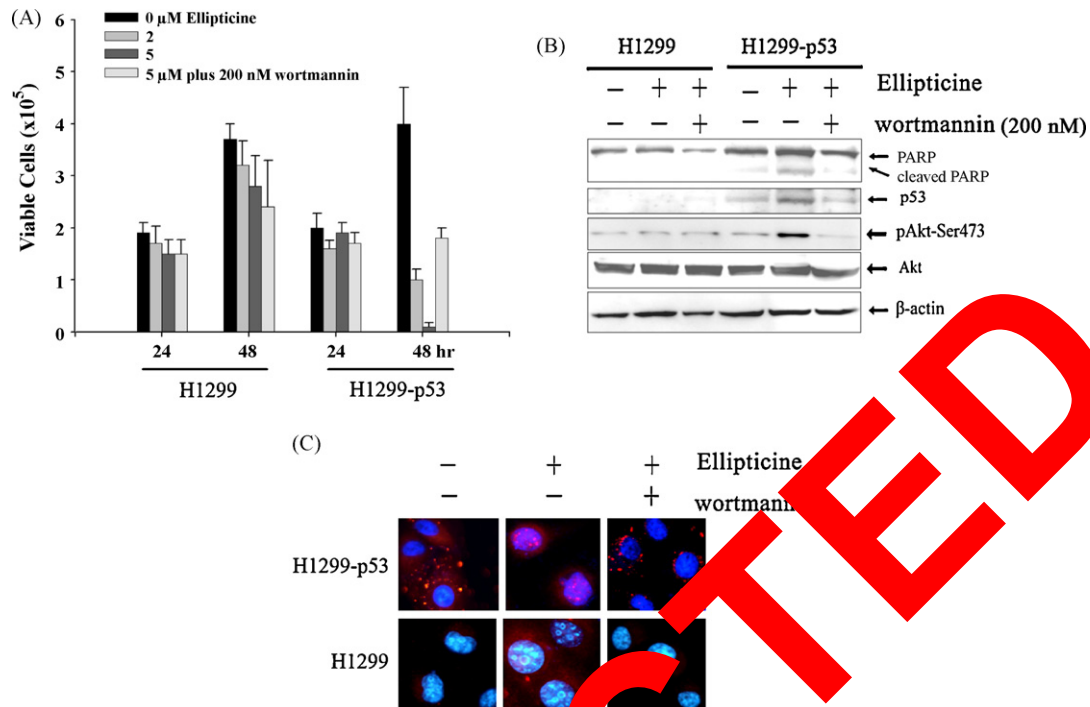 (A)
0 µM Ellipticine
2
5
5 µM plus 200 nM wortmannin
Viable Cells (x10⁵)
6
5
4
3
2
1
0
24
48
24
48 hr
H1299
H1299-p53
(B)
H1299
H1299-p53
− + + − + + Ellipticine
− − + − − + wortmannin (200 nM)
PARP
cleaved PARP
p53
pAkt-Ser473
Akt
β-actin
(C)
− + + Ellipticine
− − + wortmann
H1299-p53
H1299
CTED